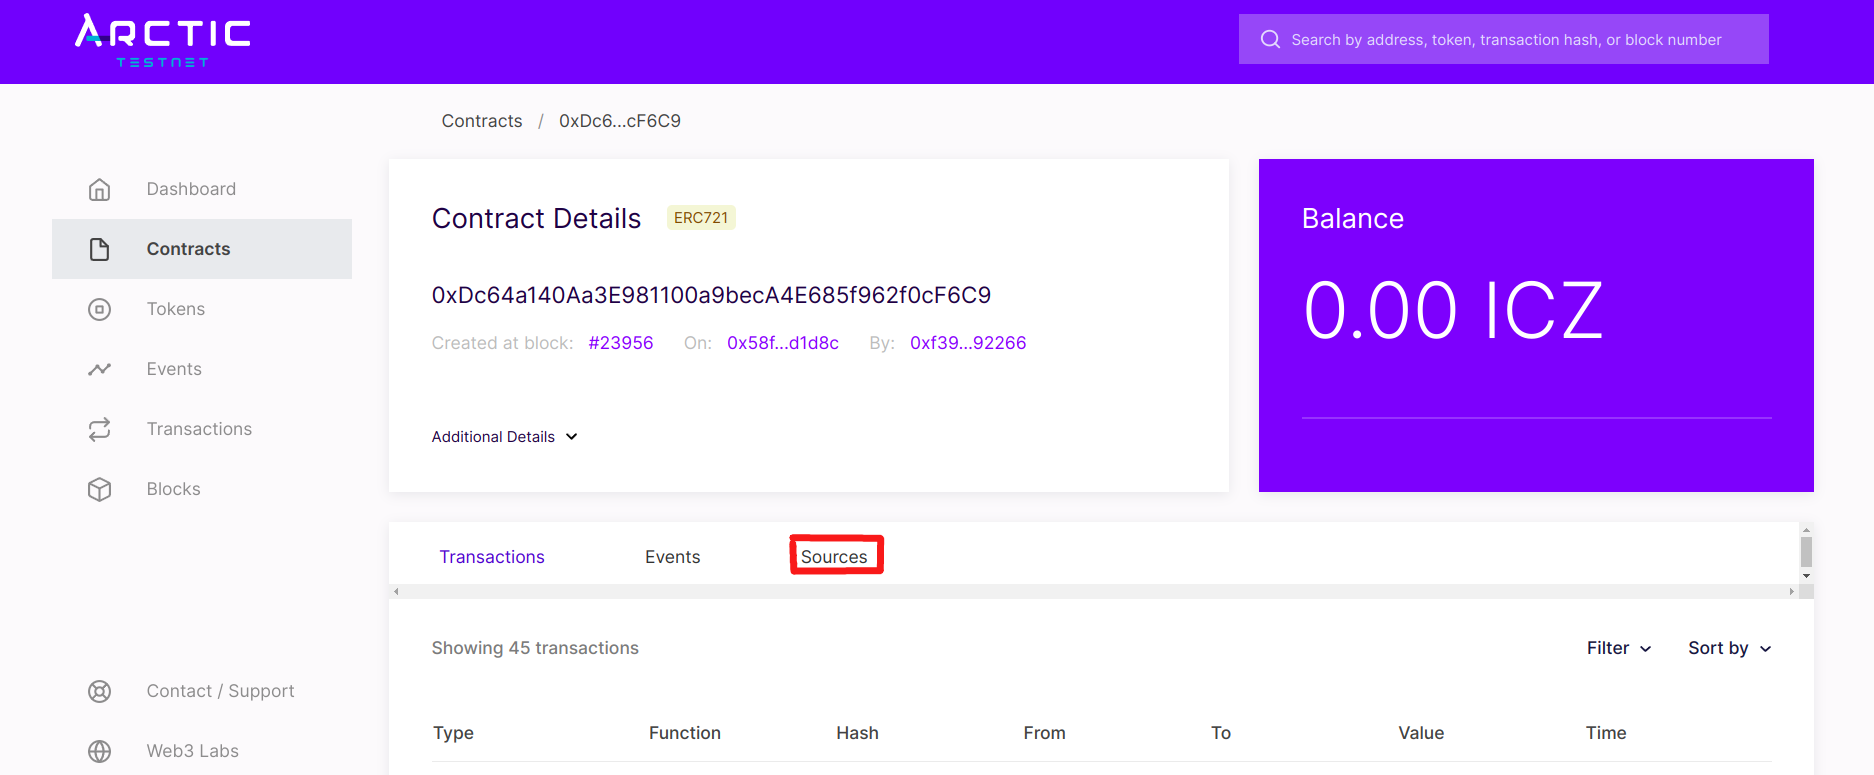 ARCTIC
TESTNET
Search by address, token, transaction hash, or block number
Contracts / 0xDc6...cF6C9
Dashboard
Contracts
Tokens
Events
Transactions
Blocks
Contact / Support
Web3 Labs
Contract Details ERC721
0xDc64a140Aa3E981100a9becA4E685f962f0cF6C9
Created at block: #23956 On: 0x58f...d1d8c By: 0xf39...92266
Additional Details
Balance
0.00 ICZ
Transactions Events Sources
Showing 45 transactions Filter Sort by
Type Function Hash From To Value Time